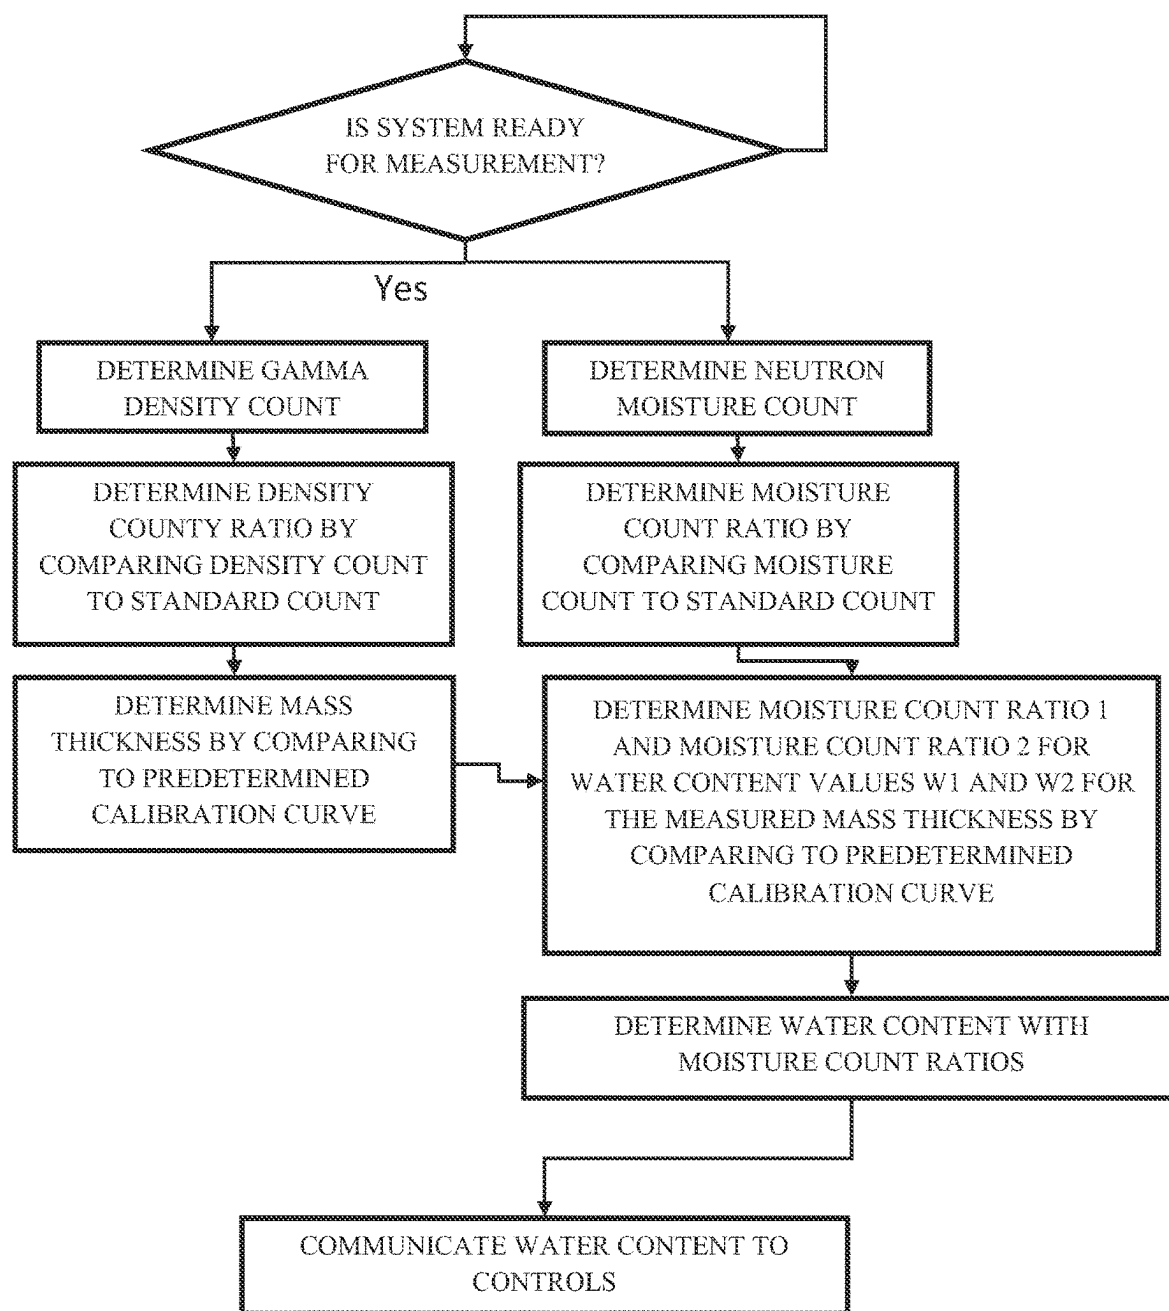 IS SYSTEM READY
FOR MEASUREMENT?
Yes
DETERMINE GAMMA
DENSITY COUNT
DETERMINE NEUTRON
MOISTURE COUNT
DETERMINE DENSITY
COUNTY RATIO BY
COMPARING DENSITY COUNT
TO STANDARD COUNT
DETERMINE MOISTURE
COUNT RATIO BY
COMPARING MOISTURE
COUNT TO STANDARD COUNT
DETERMINE MASS
THICKNESS BY COMPARING
TO PREDETERMINED
CALIBRATION CURVE
DETERMINE MOISTURE COUNT RATIO 1
AND MOISTURE COUNT RATIO 2 FOR
WATER CONTENT VALUES W1 AND W2 FOR
THE MEASURED MASS THICKNESS BY
COMPARING TO PREDETERMINED
CALIBRATION CURVE
DETERMINE WATER CONTENT WITH
MOISTURE COUNT RATIOS
COMMUNICATE WATER CONTENT TO
CONTROLS